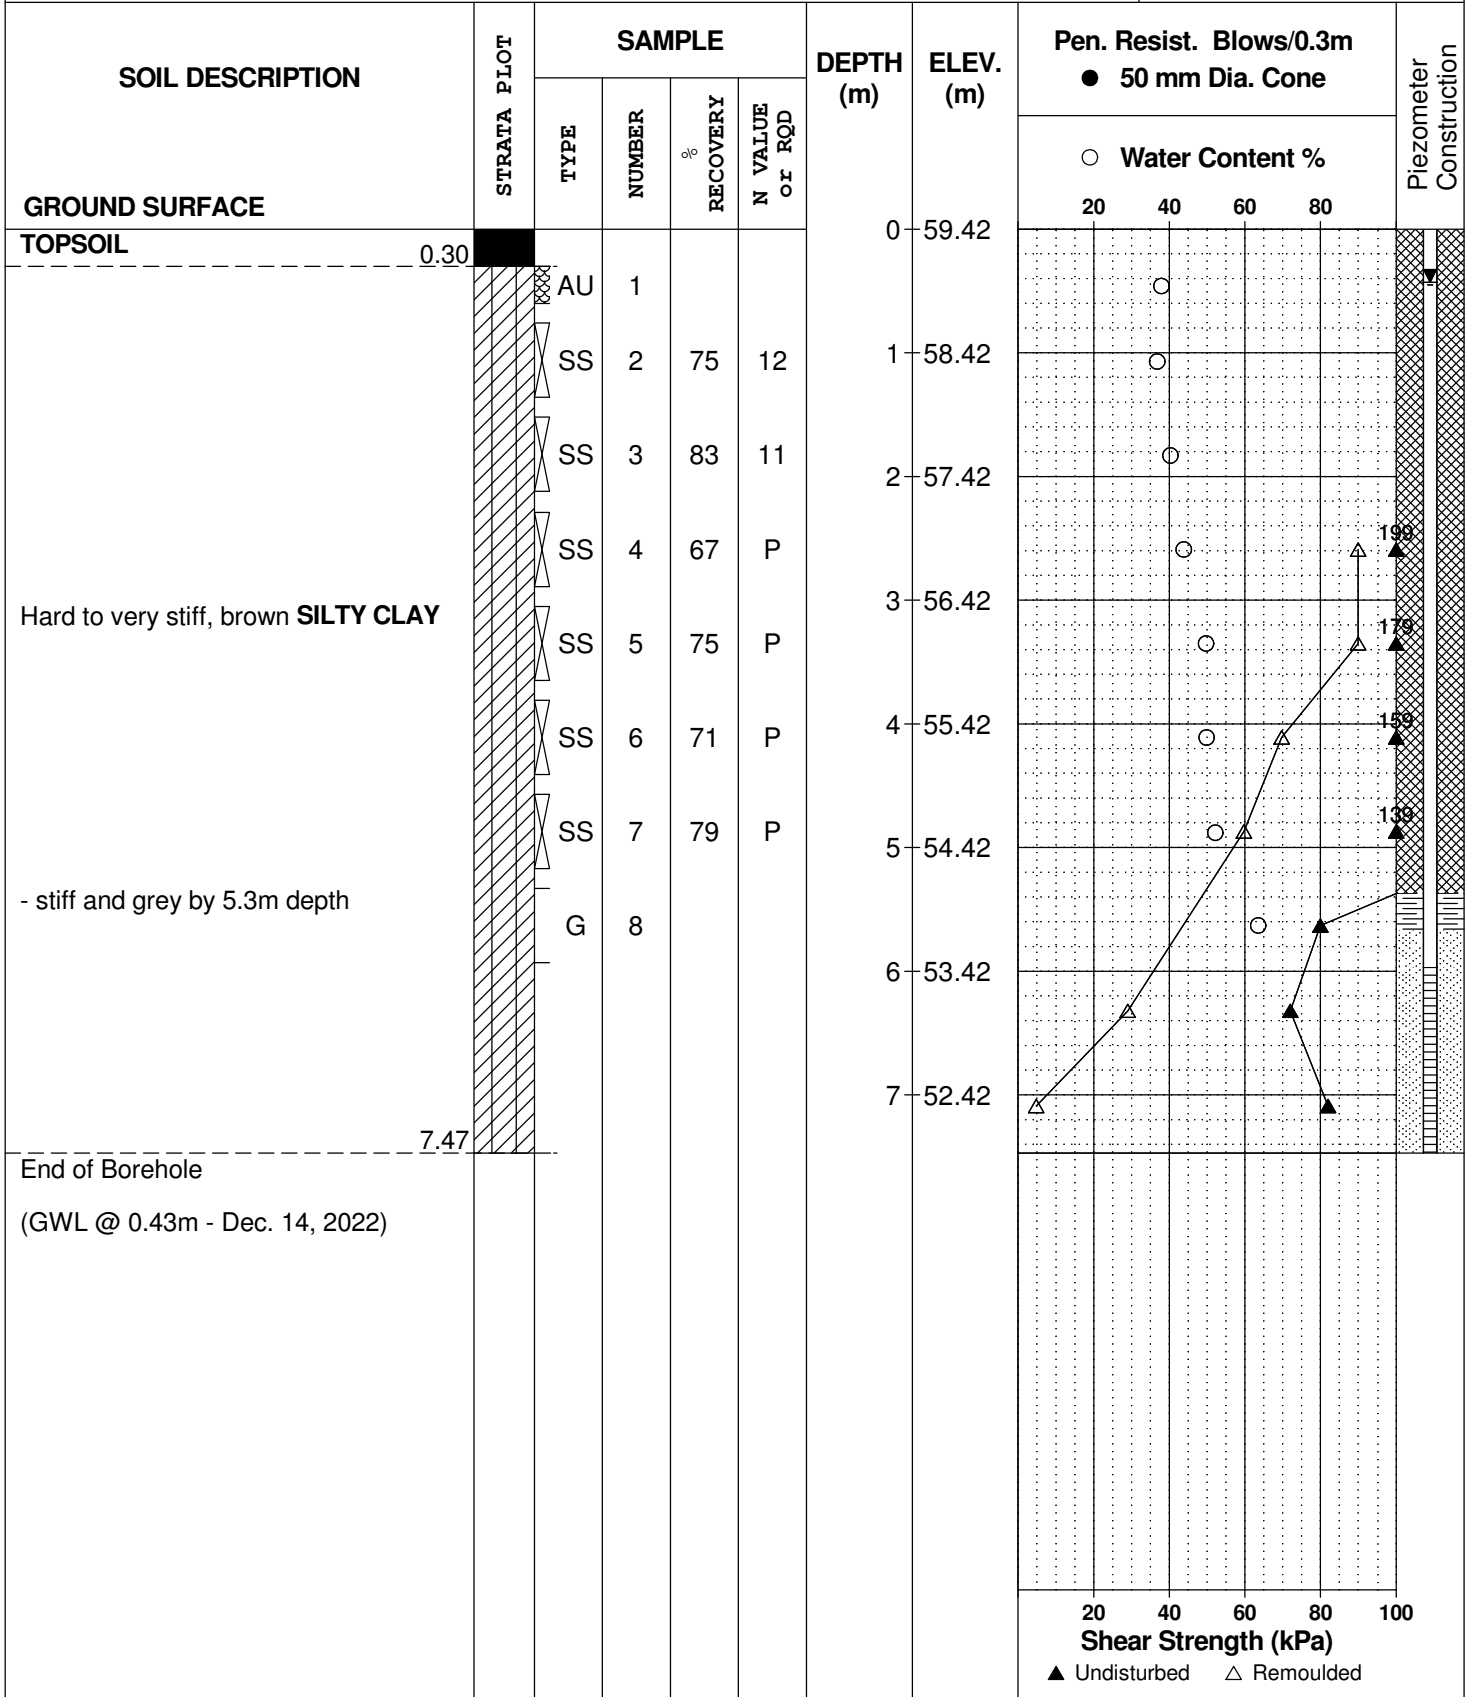 SOIL DESCRIPTION
GROUND SURFACE
STRATA PLOT
SAMPLE
TYPE
NUMBER
% RECOVERY
N VALUE or RQD
DEPTH (m)
ELEV. (m)
Pen. Resist. Blows/0.3m
● 50 mm Dia. Cone
○ Water Content %
20 40 60 80
Piezometer Construction
TOPSOIL
0.30
0 59.42
AU 1
SS 2 75 12
1 58.42
SS 3 83 11
2 57.42
SS 4 67 P
199
3 56.42
Hard to very stiff, brown SILTY CLAY
SS 5 75 P
179
4 55.42
SS 6 71 P
159
SS 7 79 P
139
5 54.42
- stiff and grey by 5.3m depth
G 8
6 53.42
7 52.42
7.47
End of Borehole
(GWL @ 0.43m - Dec. 14, 2022)
20 40 60 80 100
Shear Strength (kPa)
▲ Undisturbed △ Remoulded